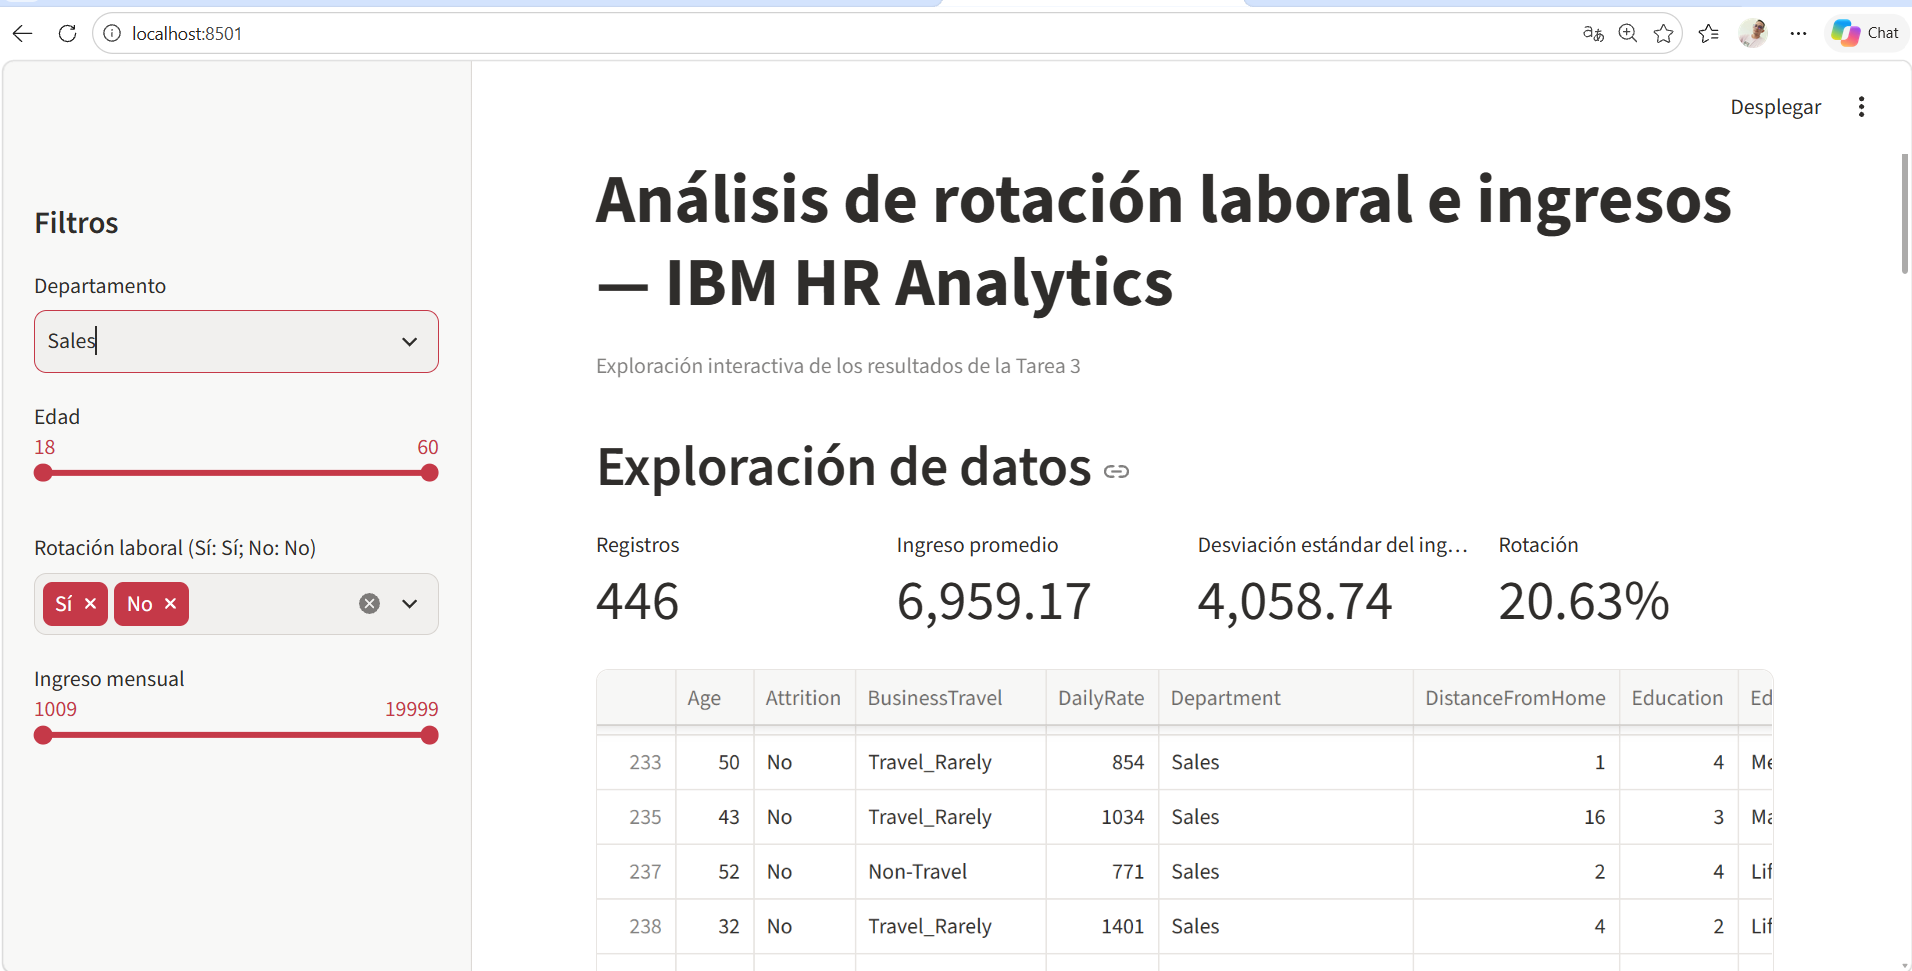 localhost:8501
Chat
Desplegar
Filtros
Departamento
Sales
Edad
18 60
Rotación laboral (Sí: Sí; No: No)
Sí No
Ingreso mensual
1009 19999
Análisis de rotación laboral e ingresos
— IBM HR Analytics
Exploración interactiva de los resultados de la Tarea 3
Exploración de datos
Registros Ingreso promedio Desviación estándar del ing... Rotación
446 6,959.17 4,058.74 20.63%
Age Attrition BusinessTravel DailyRate Department DistanceFromHome Education Ed
233 50 No Travel_Rarely 854 Sales 1 4 Me
235 43 No Travel_Rarely 1034 Sales 16 3 Ma
237 52 No Non-Travel 771 Sales 2 4 Lif
238 32 No Travel_Rarely 1401 Sales 4 2 Lif